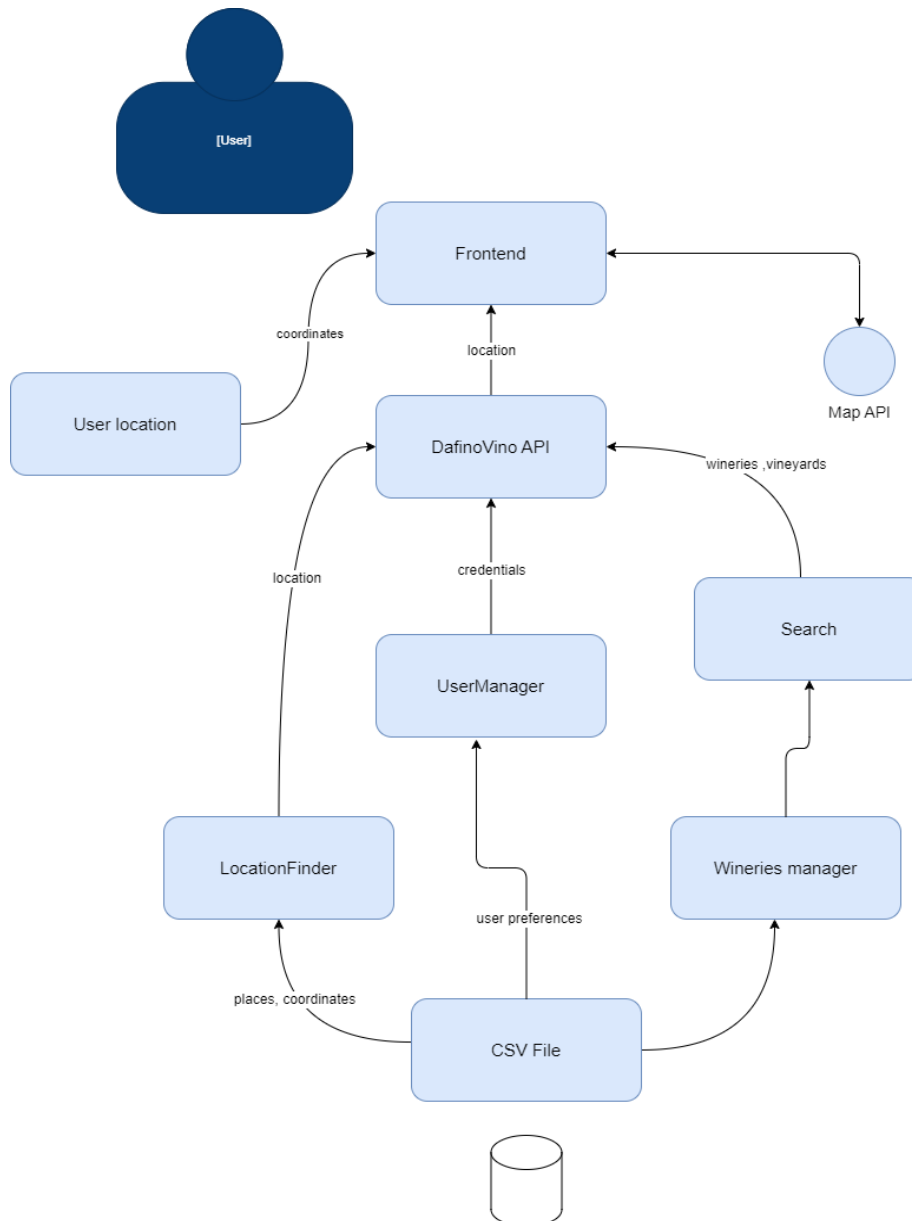 [User]
Frontend
coordinates
location
User location
DafinoVino API
Map API
wineries ,vineyards
location
credentials
Search
UserManager
LocationFinder
Wineries manager
user preferences
places, coordinates
CSV File